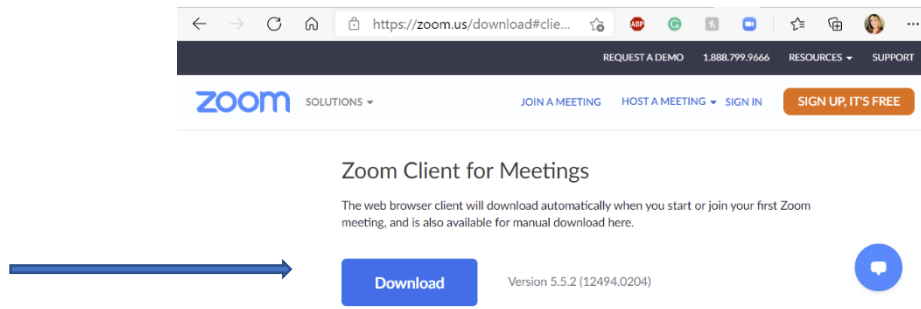 https://zoom.us/download#clie...
ABP
REQUEST A DEMO 1.888.799.9666 RESOURCES SUPPORT
zoom SOLUTIONS JOIN A MEETING HOST A MEETING SIGN IN SIGN UP, IT'S FREE
Zoom Client for Meetings
The web browser client will download automatically when you start or join your first Zoom
meeting, and is also available for manual download here.
Download Version 5.5.2 (12494.0204)